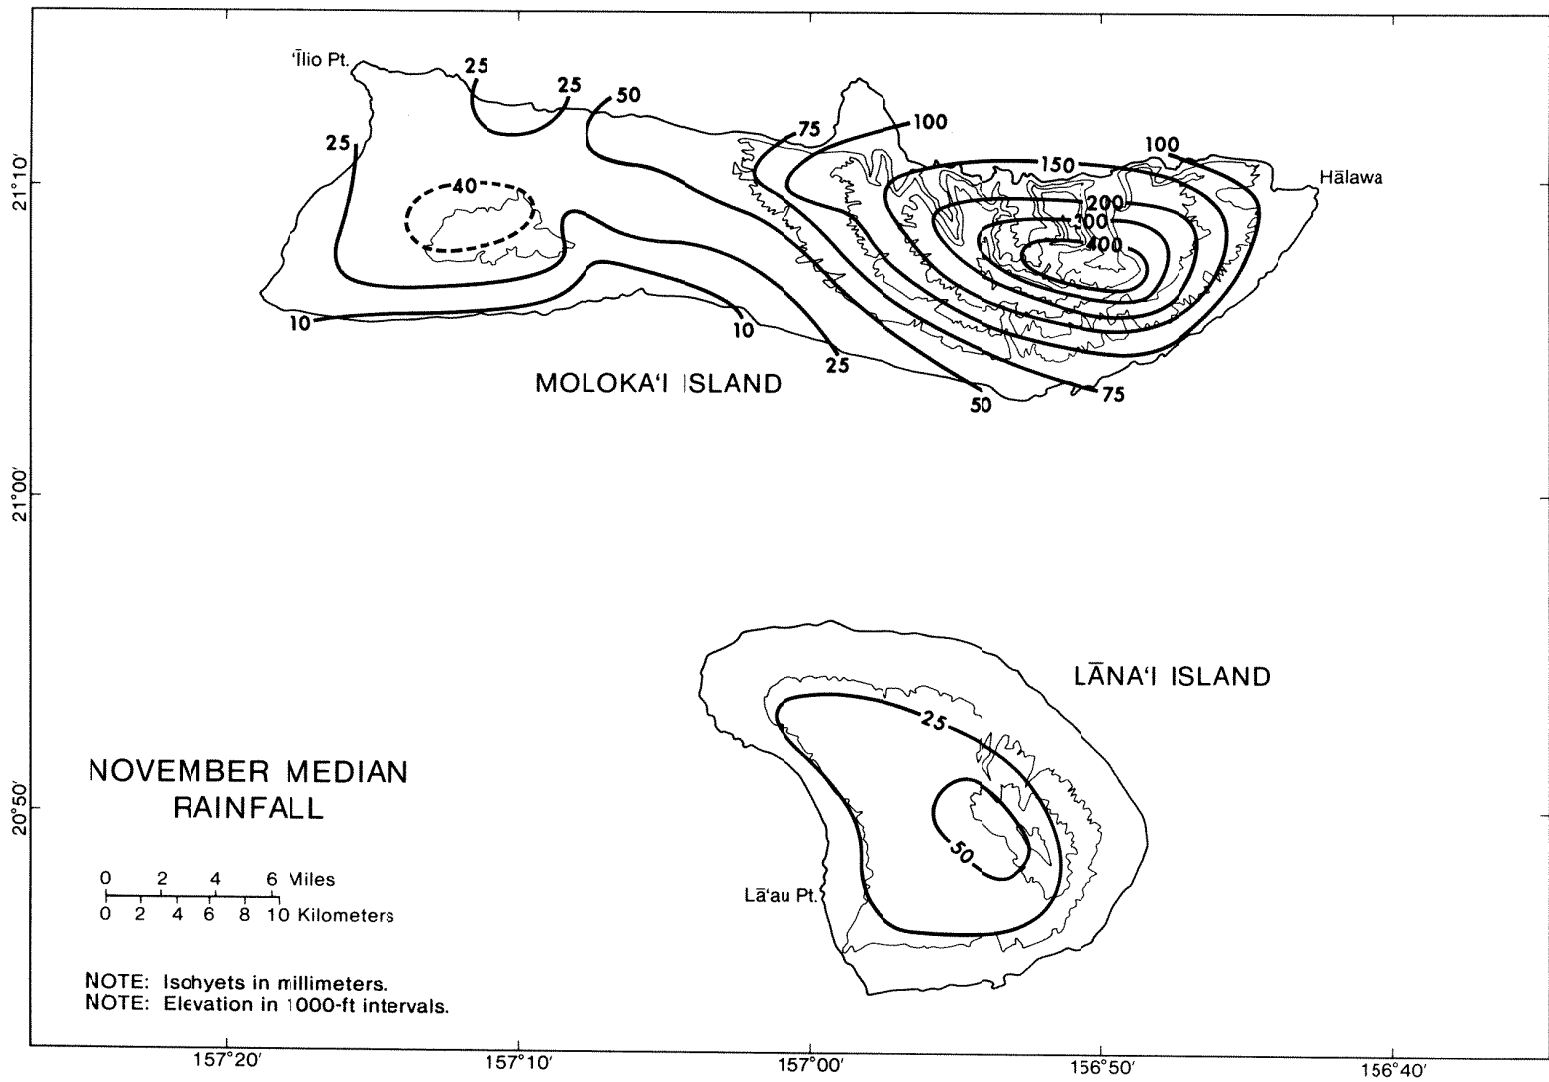 ʻĪlio Pt.
25
25
50
75
100
100
25
150
Hālawa
21°10′
40
200
300
400
10
10
25
50
75
MOLOKAʻI ISLAND
21°00′
LĀNAʻI ISLAND
25
NOVEMBER MEDIAN
RAINFALL
20°50′
50
0 2 4 6 Miles
0 2 4 6 8 10 Kilometers
Lāʻau Pt.
NOTE: Isohyets in millimeters.
NOTE: Elevation in 1000-ft intervals.
157°20′ 157°10′ 157°00′ 156°50′ 156°40′